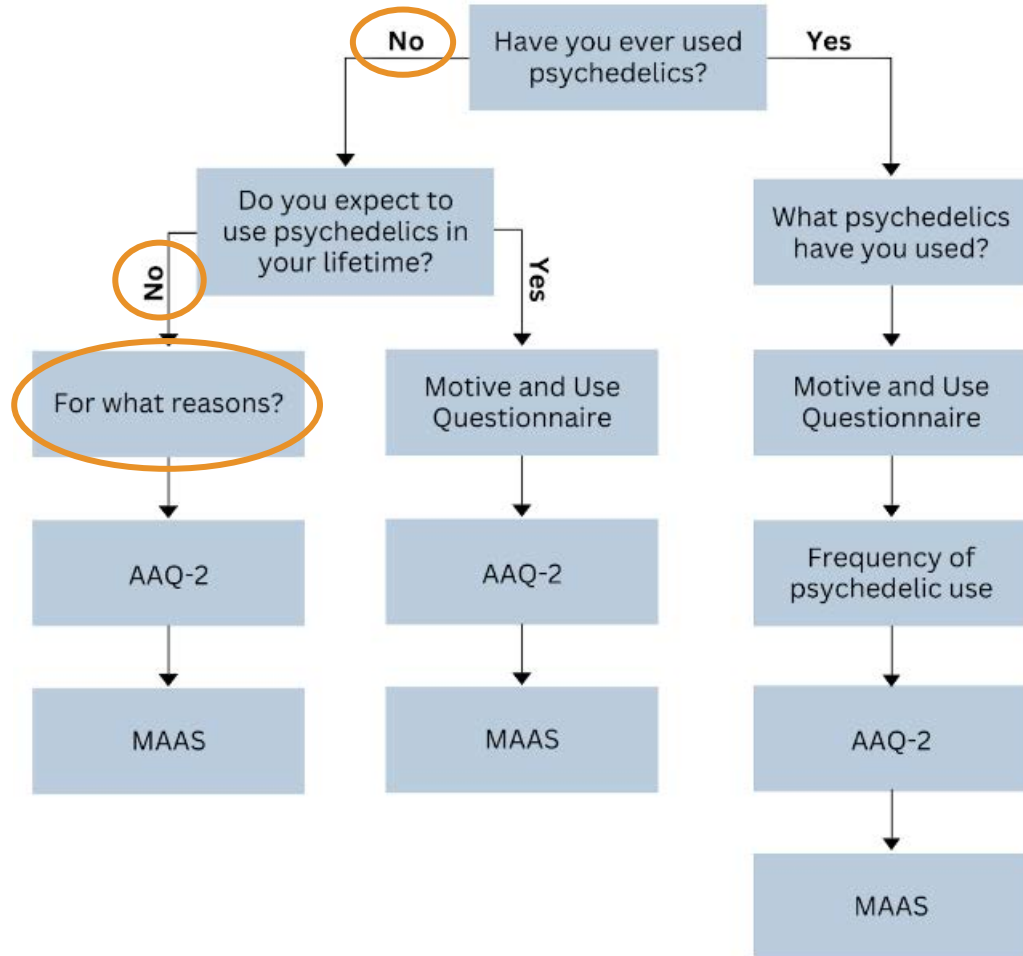 No
Have you ever used
psychedelics?
Yes
Do you expect to
use psychedelics in
your lifetime?
What psychedelics
have you used?
No
Yes
For what reasons?
Motive and Use
Questionnaire
Motive and Use
Questionnaire
AAQ-2
AAQ-2
Frequency of
psychedelic use
MAAS
MAAS
AAQ-2
MAAS